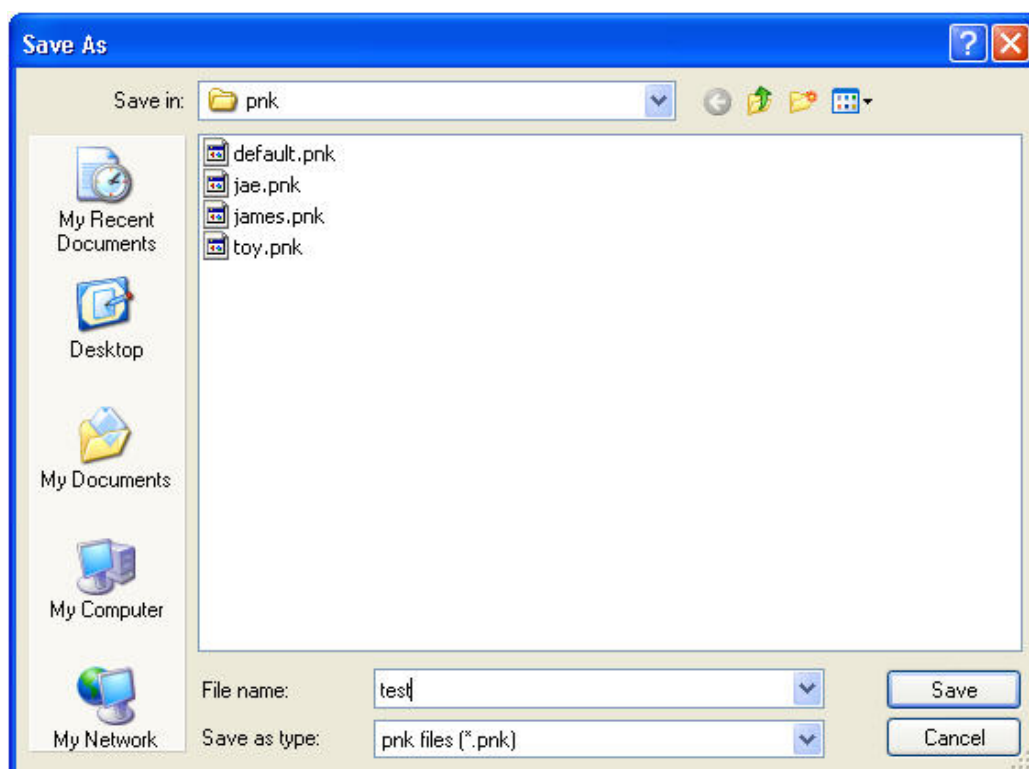 Save As
Save in:
pnk
default.pnk
jae.pnk
james.pnk
toy.pnk
My Recent
Documents
Desktop
My Documents
My Computer
My Network
File name:
test
Save
Save as type:
pnk files (*.pnk)
Cancel